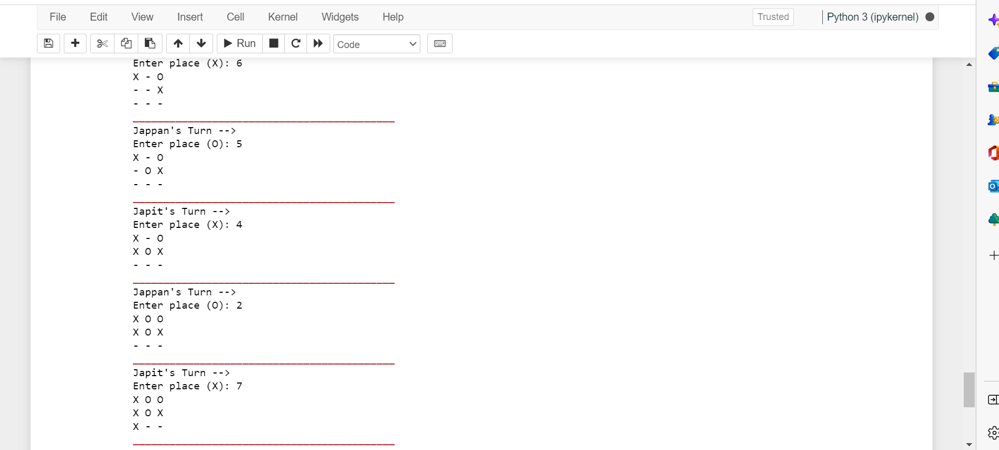 File Edit View Insert Cell Kernel Widgets Help Trusted Python 3 (ipykernel)
Run Code
Enter place (X): 6
X - O
- - X
- - -
___________________________________________
Jappan's Turn -->
Enter place (O): 5
X - O
- O X
- - -
___________________________________________
Japit's Turn -->
Enter place (X): 4
X - O
X O X
- - -
___________________________________________
Jappan's Turn -->
Enter place (O): 2
X O O
X O X
- - -
___________________________________________
Japit's Turn -->
Enter place (X): 7
X O O
X O X
X - -
___________________________________________